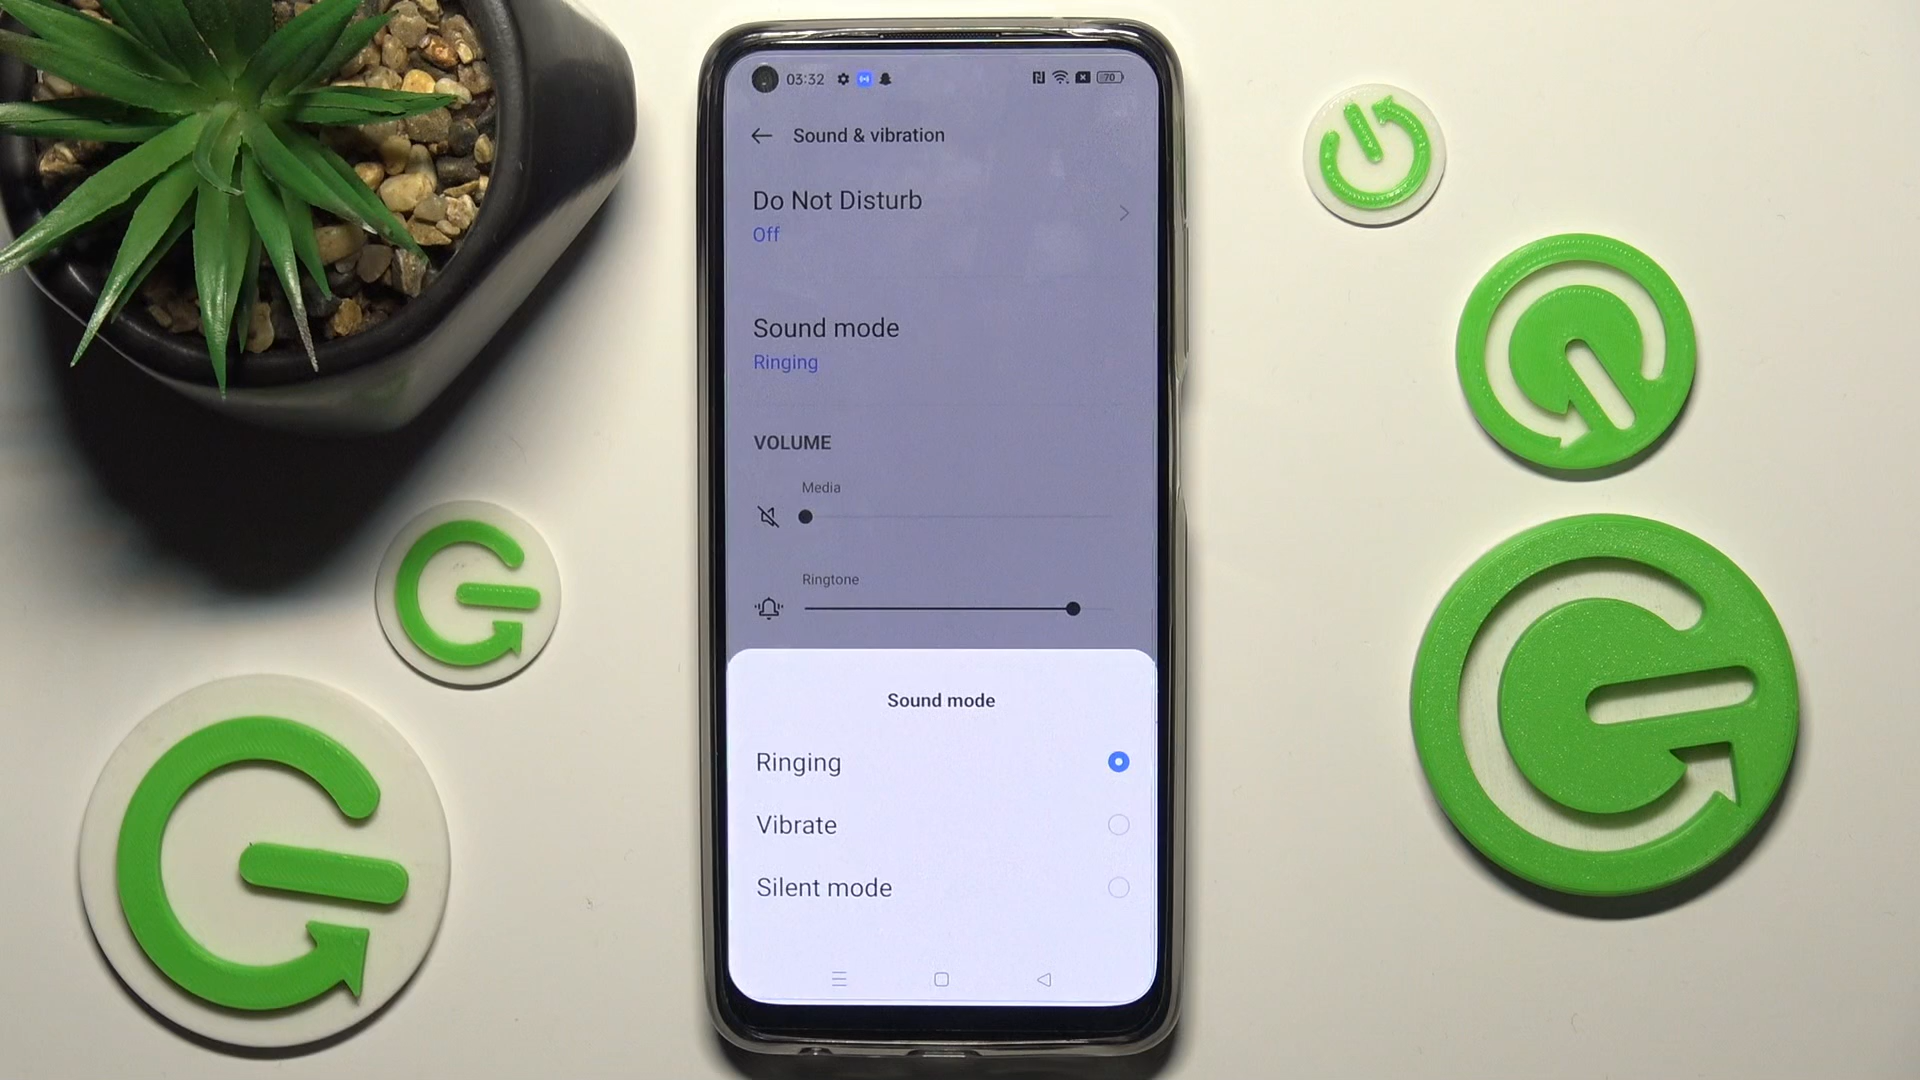 03:32
70
Sound & vibration
Do Not Disturb
Off
Sound mode
Ringing
VOLUME
Media
Ringtone
Sound mode
Ringing
Vibrate
Silent mode